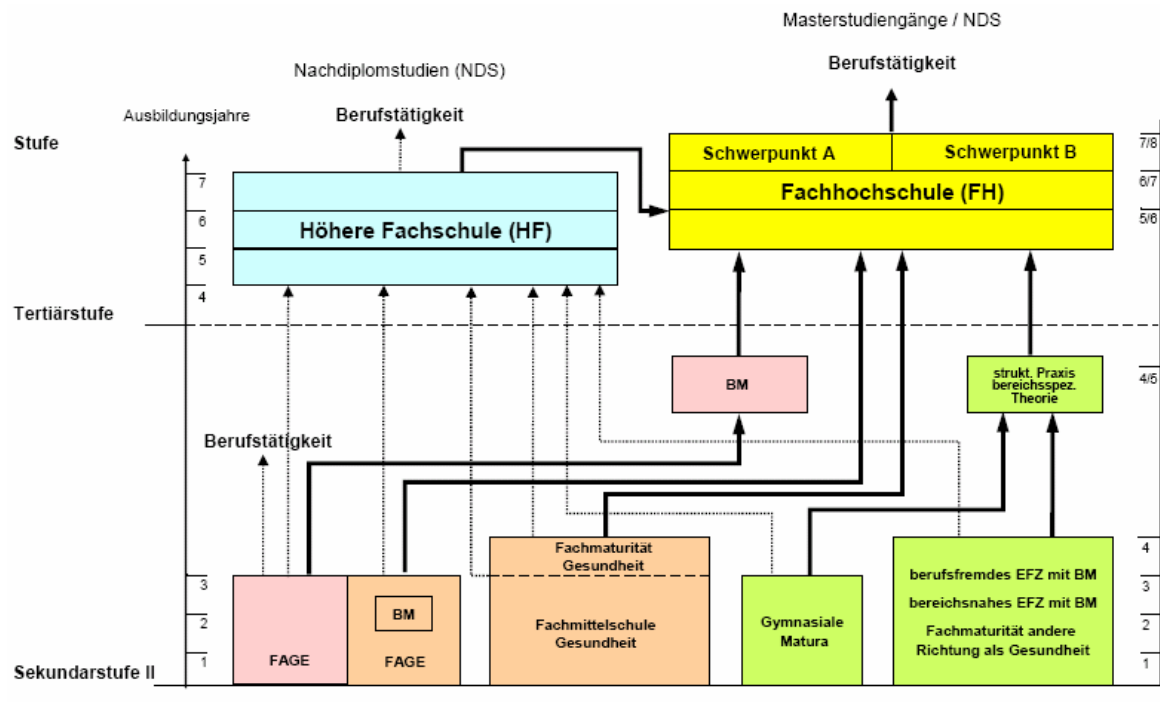 Masterstudiengänge / NDS
Berufstätigkeit
Nachdiplomstudien (NDS)
Ausbildungsjahre
Berufstätigkeit
Stufe
7
6
5
4
Höhere Fachschule (HF)
Schwerpunkt A
Schwerpunkt B
Fachhochschule (FH)
7/8
6/7
5/6
Tertiärstufe
BM
strukt. Praxis
bereichsspez.
Theorie
4/5
Berufstätigkeit
3
2
1
Sekundarstufe II
FAGE
BM
FAGE
Fachmaturität
Gesundheit
Fachmittelschule
Gesundheit
Gymnasiale
Matura
berufsfremdes EFZ mit BM
bereichsnahes EFZ mit BM
Fachmaturität andere
Richtung als Gesundheit
4
3
2
1